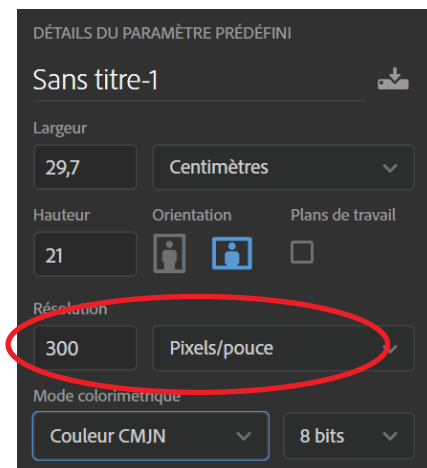 DÉTAILS DU PARAMÈTRE PRÉDÉFINI
Sans titre-1
Largeur
29,7 Centimètres
Hauteur Orientation Plans de travail
21
Résolution
300 Pixels/pouce
Mode colorimétrique
Couleur CMJN 8 bits